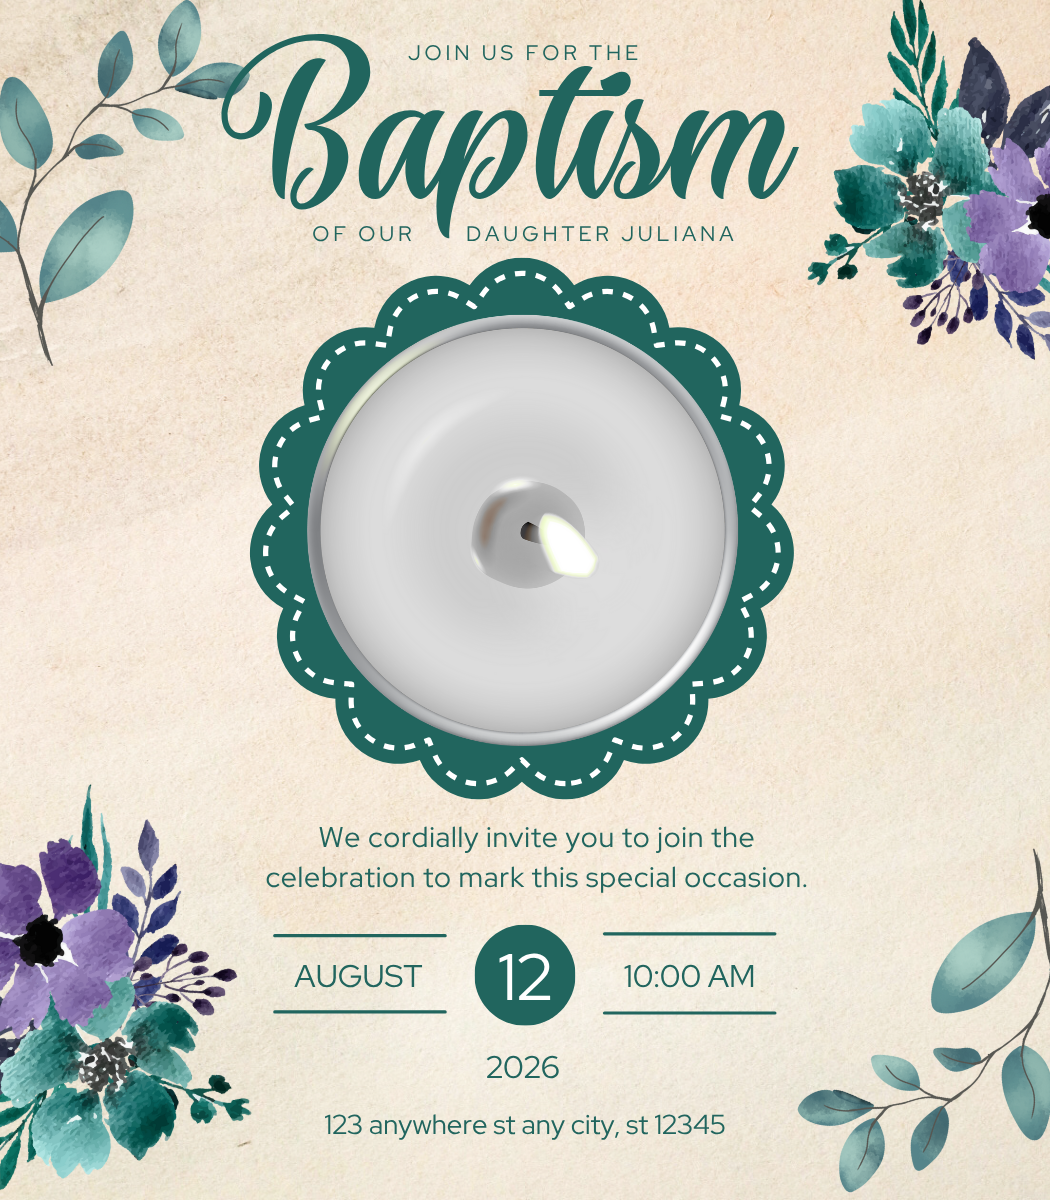 JOIN US FOR THE
Baptism
OF OUR DAUGHTER JULIANA
We cordially invite you to join the
celebration to mark this special occasion.
AUGUST 12 10:00 AM
2026
123 anywhere st any city, st 12345